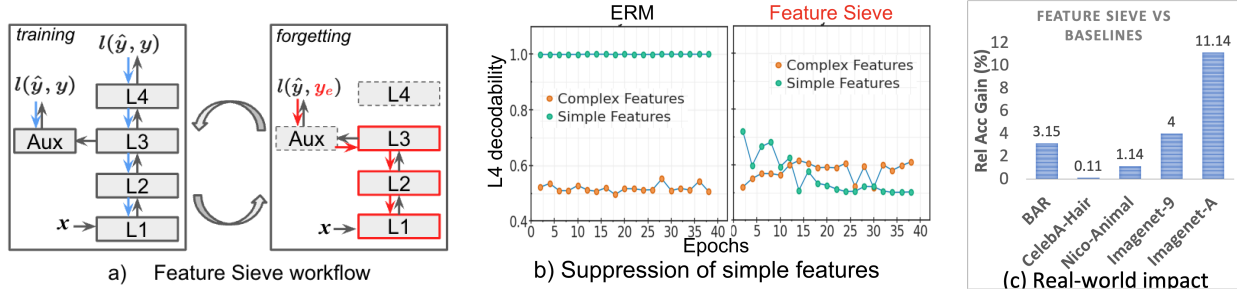 training
l(ŷ, y)
l(ŷ, y)
L4
Aux
L3
L2
x
L1
forgetting
l(ŷ, yₑ)
L4
Aux
L3
L2
x
L1
a) Feature Sieve workflow
ERM
Feature Sieve
L4 decodability
1.0
0.8
0.6
0.4
Complex Features
Simple Features
Complex Features
Simple Features
0 5 10 15 20 25 30 35 40
0 5 10 15 20 25 30 35 40
Epochs
b) Suppression of simple features
FEATURE SIEVE VS
BASELINES
Rel Acc Gain (%)
12
10
8
6
4
2
0
3.15
0.11
1.14
4
11.14
BAR
CelebA-Hair
Nico-Animal
Imagenet-9
Imagenet-A
(c) Real-world impact